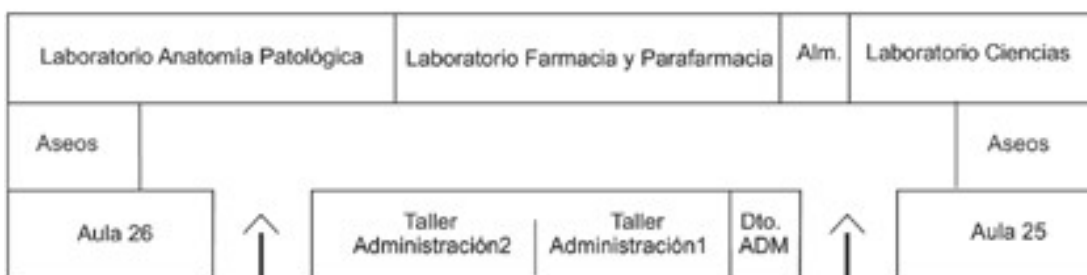 Laboratorio Anatomía Patológica
Laboratorio Farmacia y Parafarmacia
Alm.
Laboratorio Ciencias
Aseos
Aseos
Aula 26
Taller
Administración2
Taller
Administración1
Dto.
ADM
Aula 25